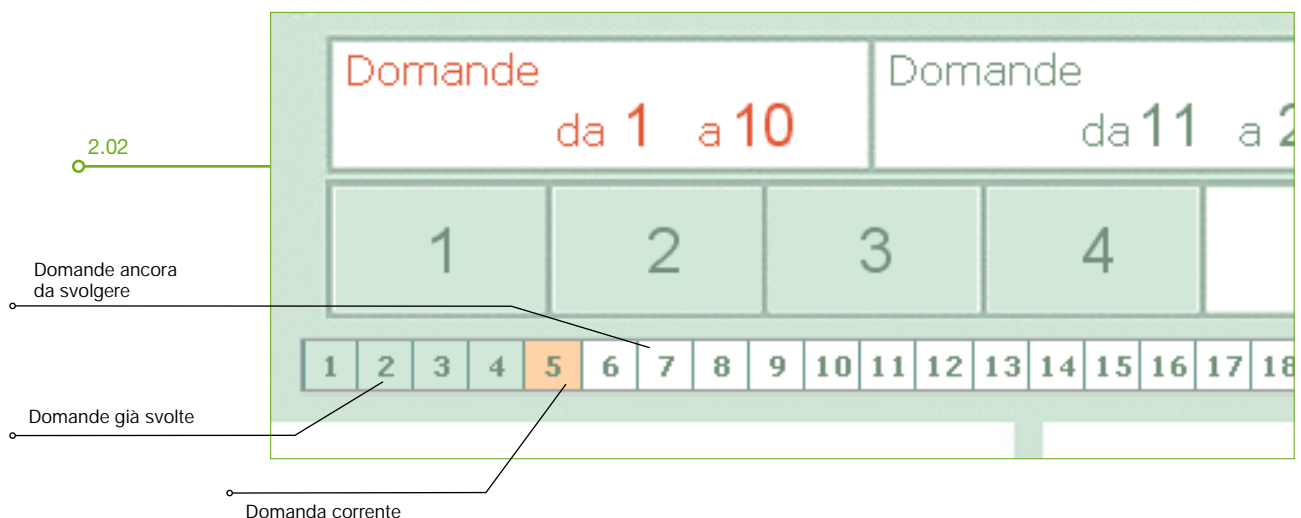 Domande
da 1 a 10
Domande
da 11 a 2
2.02
1 2 3 4
Domande ancora
da svolgere
1 2 3 4 5 6 7 8 9 10 11 12 13 14 15 16 17 18
Domande già svolte
Domanda corrente